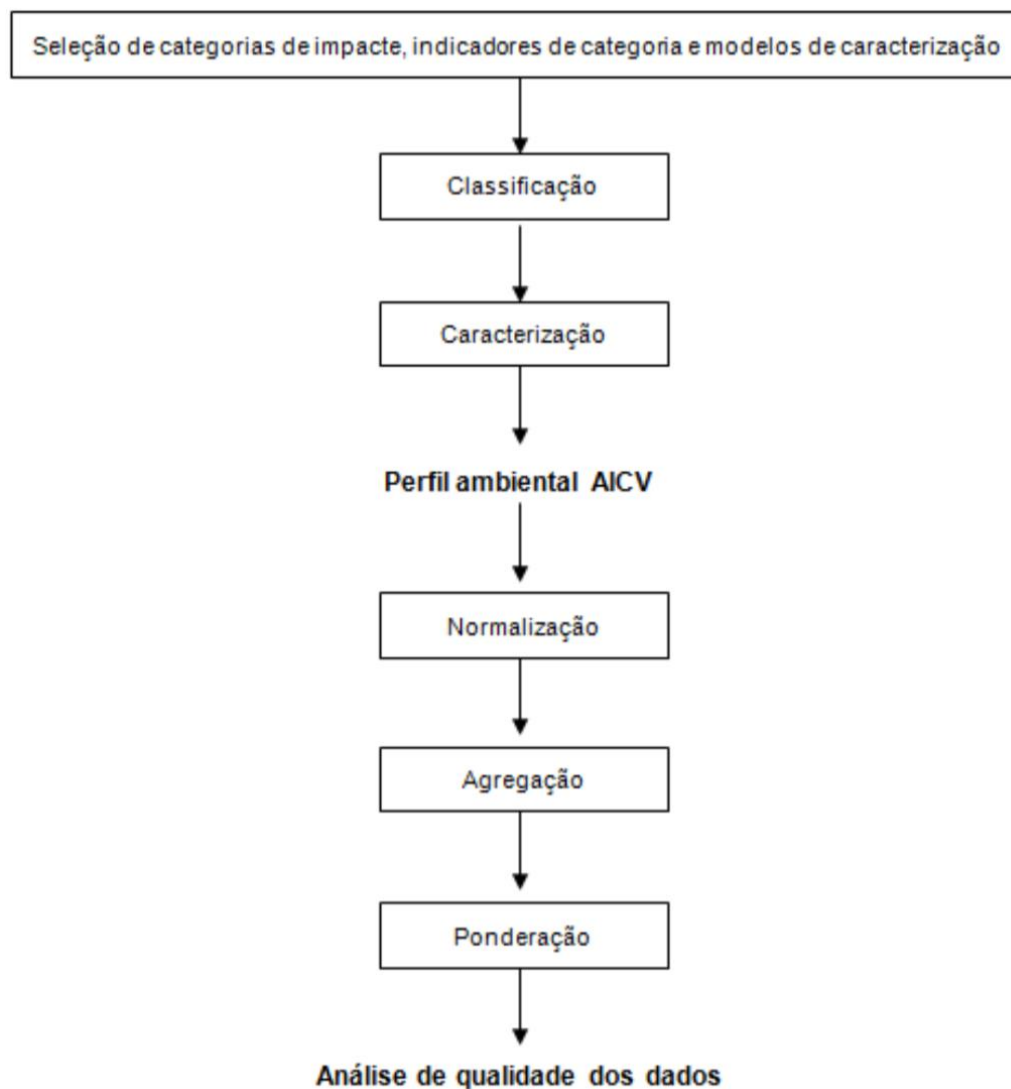 Seleção de categorias de impacte, indicadores de categoria e modelos de caracterização
Classificação
Caracterização
Perfil ambiental AICV
Normalização
Agregação
Ponderação
Análise de qualidade dos dados